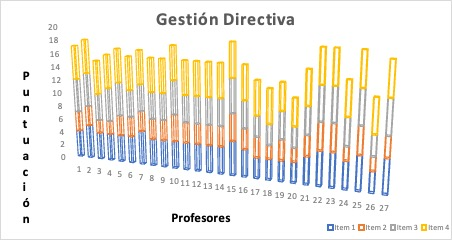 Gestión Directiva
20
18
16
14
12
10
8
6
4
2
0
Puntuación
1 2 3 4 5 6 7 8 9 10 11 12 13 14 15 16 17 18 19 20 21 22 23 24 25 26 27
Profesores
Item 1 Item 2 Item 3 Item 4